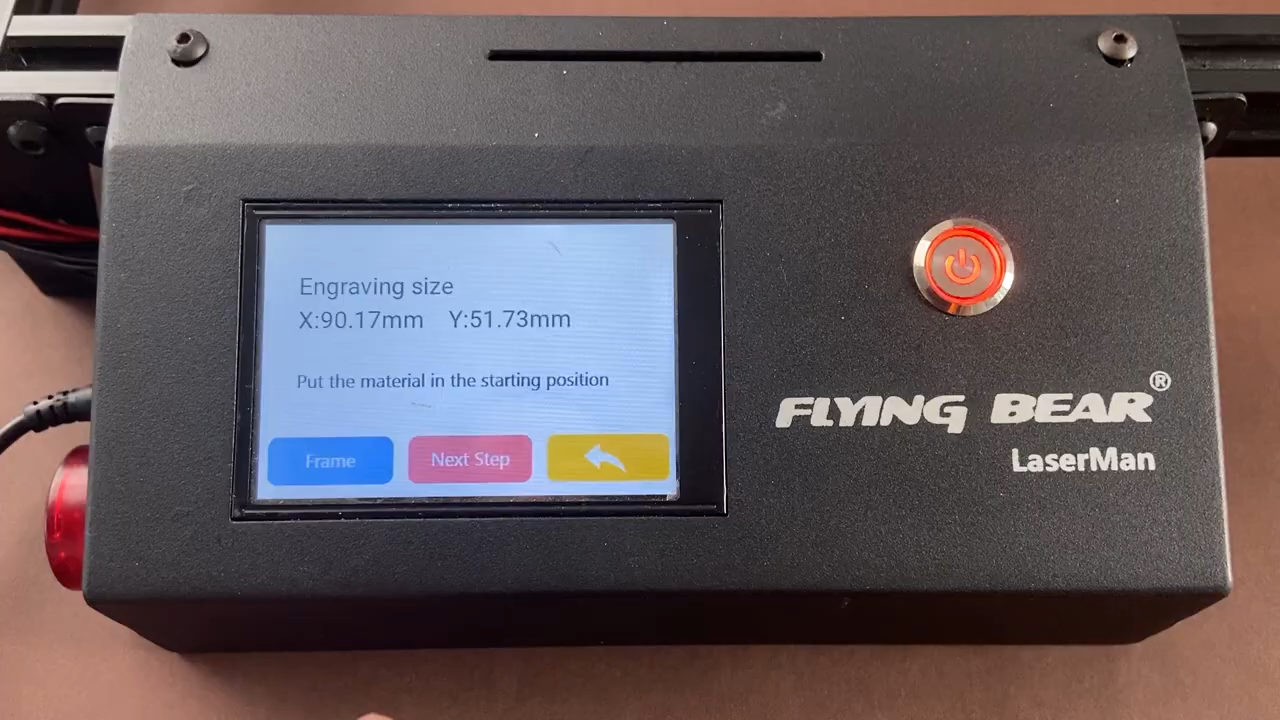 Engraving size
X:90.17mm Y:51.73mm
Put the material in the starting position
Frame
Next Step
FLYING BEAR®
LaserMan